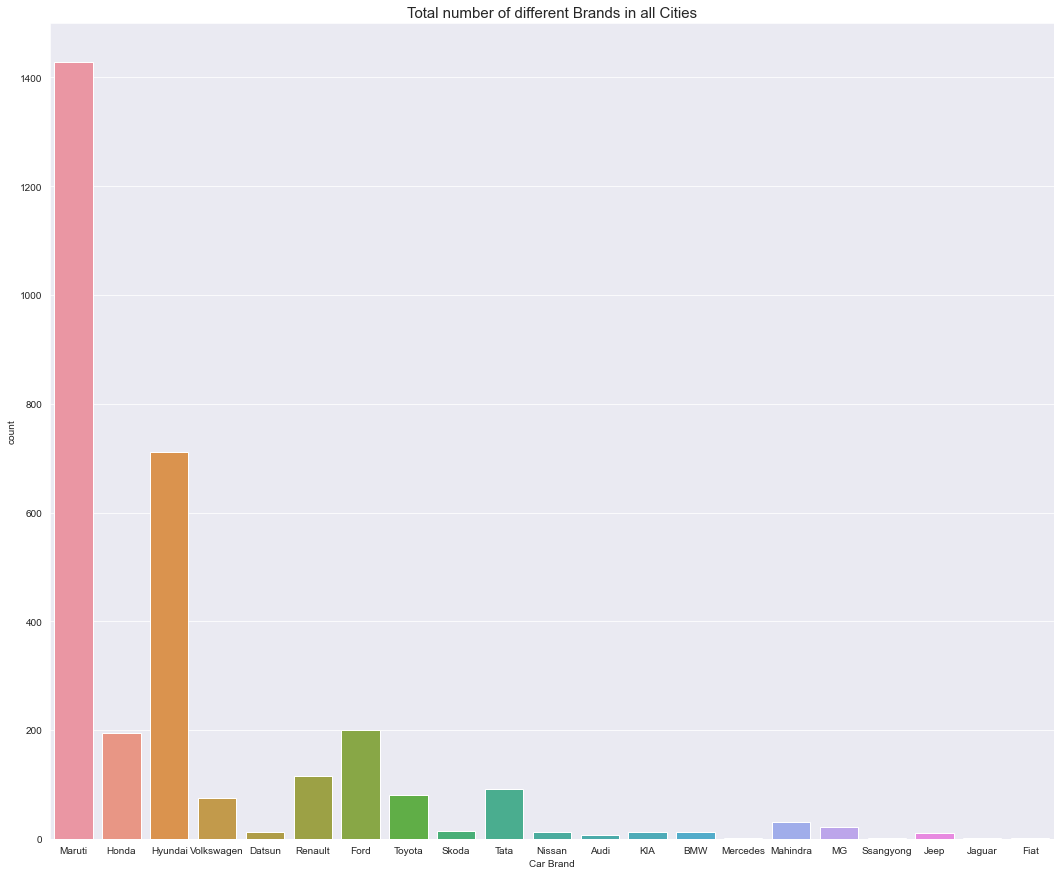 Total number of different Brands in all Cities
1400
1200
1000
800
600
400
200
0
count
Maruti Honda Hyundai Volkswagen Datsun Renault Ford Toyota Skoda Tata Nissan Audi KIA BMW Mercedes Mahindra MG Ssangyong Jeep Jaguar Fiat
Car Brand